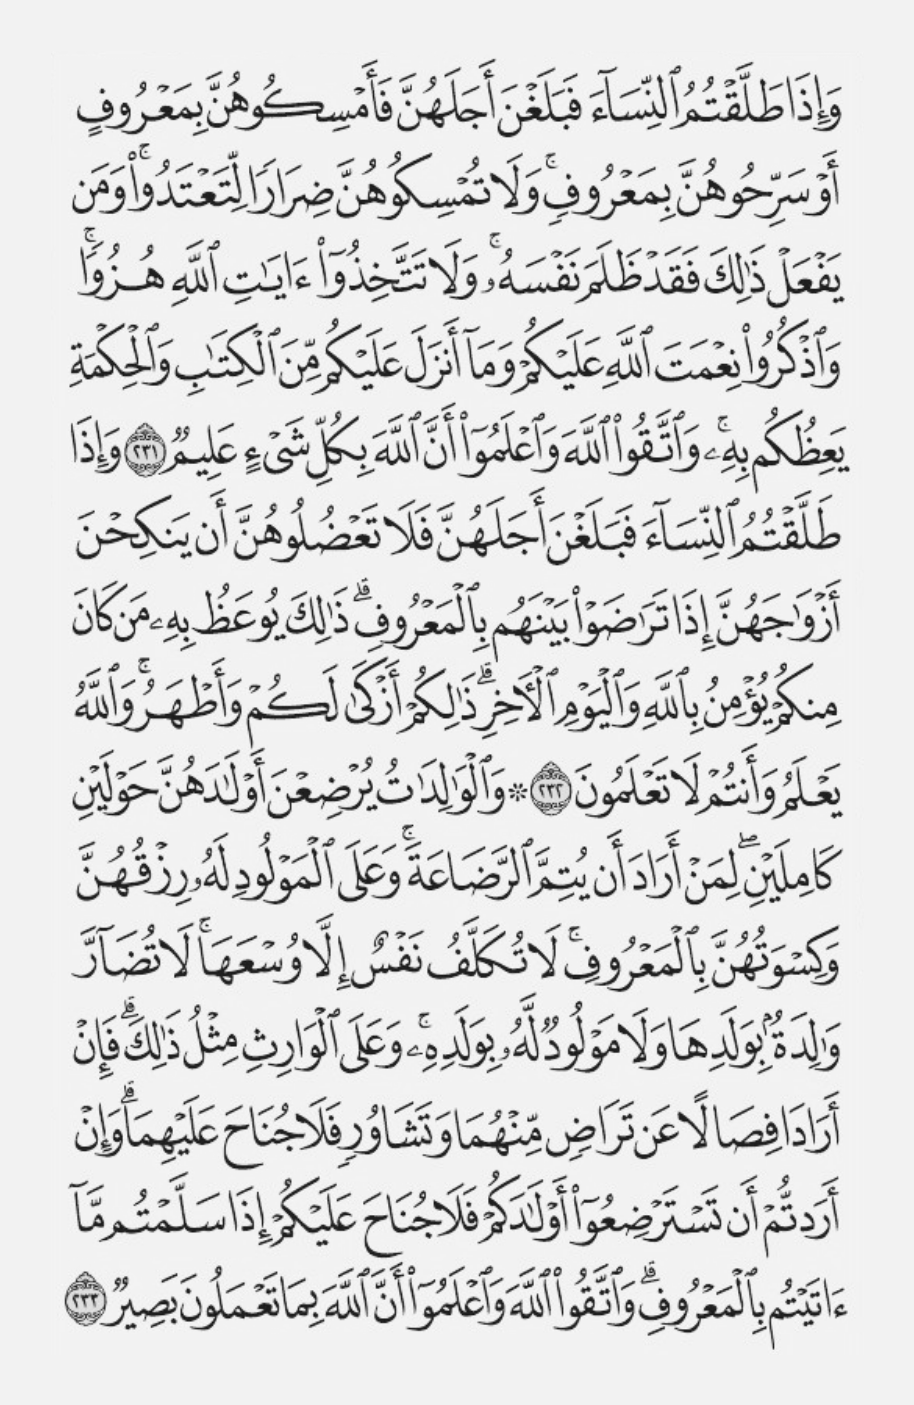 وَإِذَا طَلَّقْتُمُ ٱلنِّسَآءَ فَبَلَغْنَ أَجَلَهُنَّ فَأَمْسِكُوهُنَّ بِمَعْرُوفٍ
أَوْ سَرِّحُوهُنَّ بِمَعْرُوفٍۚ وَلَا تُمْسِكُوهُنَّ ضِرَارًا لِّتَعْتَدُوا۟ۚ وَمَن
يَفْعَلْ ذَٰلِكَ فَقَدْ ظَلَمَ نَفْسَهُۥۚ وَلَا تَتَّخِذُوٓا۟ ءَايَٰتِ ٱللَّهِ هُزُوًاۚ
وَٱذْكُرُوا۟ نِعْمَتَ ٱللَّهِ عَلَيْكُمْ وَمَآ أَنزَلَ عَلَيْكُم مِّنَ ٱلْكِتَٰبِ وَٱلْحِكْمَةِ
يَعِظُكُم بِهِۦۚ وَٱتَّقُوا۟ ٱللَّهَ وَٱعْلَمُوٓا۟ أَنَّ ٱللَّهَ بِكُلِّ شَىْءٍ عَلِيمٌ ٢٣١ وَإِذَا
طَلَّقْتُمُ ٱلنِّسَآءَ فَبَلَغْنَ أَجَلَهُنَّ فَلَا تَعْضُلُوهُنَّ أَن يَنكِحْنَ
أَزْوَٰجَهُنَّ إِذَا تَرَٰضَوْا۟ بَيْنَهُم بِٱلْمَعْرُوفِۗ ذَٰلِكَ يُوعَظُ بِهِۦ مَن كَانَ
مِنكُمْ يُؤْمِنُ بِٱللَّهِ وَٱلْيَوْمِ ٱلْءَاخِرِۗ ذَٰلِكُمْ أَزْكَىٰ لَكُمْ وَأَطْهَرُۚ وَٱللَّهُ
يَعْلَمُ وَأَنتُمْ لَا تَعْلَمُونَ ٢٣٢ ۞ وَٱلْوَٰلِدَٰتُ يُرْضِعْنَ أَوْلَٰدَهُنَّ حَوْلَيْنِ
كَامِلَيْنِۖ لِمَنْ أَرَادَ أَن يُتِمَّ ٱلرَّضَاعَةَۚ وَعَلَى ٱلْمَوْلُودِ لَهُۥ رِزْقُهُنَّ
وَكِسْوَتُهُنَّ بِٱلْمَعْرُوفِۚ لَا تُكَلَّفُ نَفْسٌ إِلَّا وُسْعَهَاۚ لَا تُضَآرَّ
وَٰلِدَةٌۢ بِوَلَدِهَا وَلَا مَوْلُودٌ لَّهُۥ بِوَلَدِهِۦۚ وَعَلَى ٱلْوَارِثِ مِثْلُ ذَٰلِكَۗ فَإِنْ
أَرَادَا فِصَالًا عَن تَرَاضٍ مِّنْهُمَا وَتَشَاوُرٍ فَلَا جُنَاحَ عَلَيْهِمَاۗ وَإِنْ
أَرَدتُّمْ أَن تَسْتَرْضِعُوٓا۟ أَوْلَٰدَكُمْ فَلَا جُنَاحَ عَلَيْكُمْ إِذَا سَلَّمْتُم مَّآ
ءَاتَيْتُم بِٱلْمَعْرُوفِۗ وَٱتَّقُوا۟ ٱللَّهَ وَٱعْلَمُوٓا۟ أَنَّ ٱللَّهَ بِمَا تَعْمَلُونَ بَصِيرٌ ٢٣٣